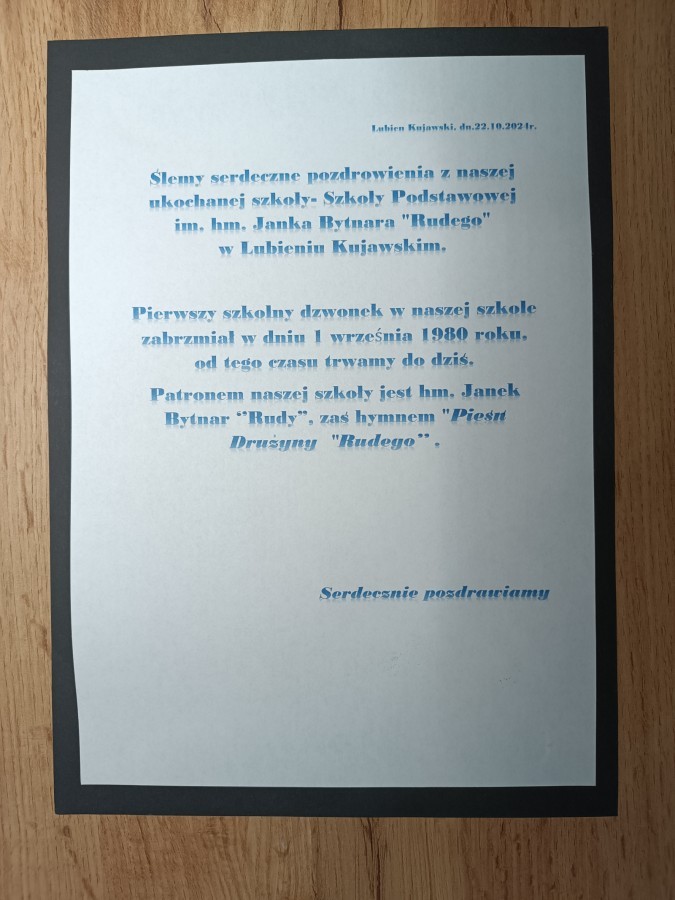 Lubien Kujawski, dn.22.10.2024r.
Ślemy serdeczne pozdrowienia z naszej
ukochanej szkoły- Szkoły Podstawowej
im. hm. Janka Bytnara "Rudego"
w Lubieniu Kujawskim.
Pierwszy szkolny dzwonek w naszej szkole
zabrzmiał w dniu 1 września 1980 roku,
od tego czasu trwamy do dziś.
Patronem naszej szkoły jest hm. Janek
Bytnar ‘’Rudy’’, zaś hymnem "Pieśń
Drużyny "Rudego’’ .
Serdecznie pozdrawiamy